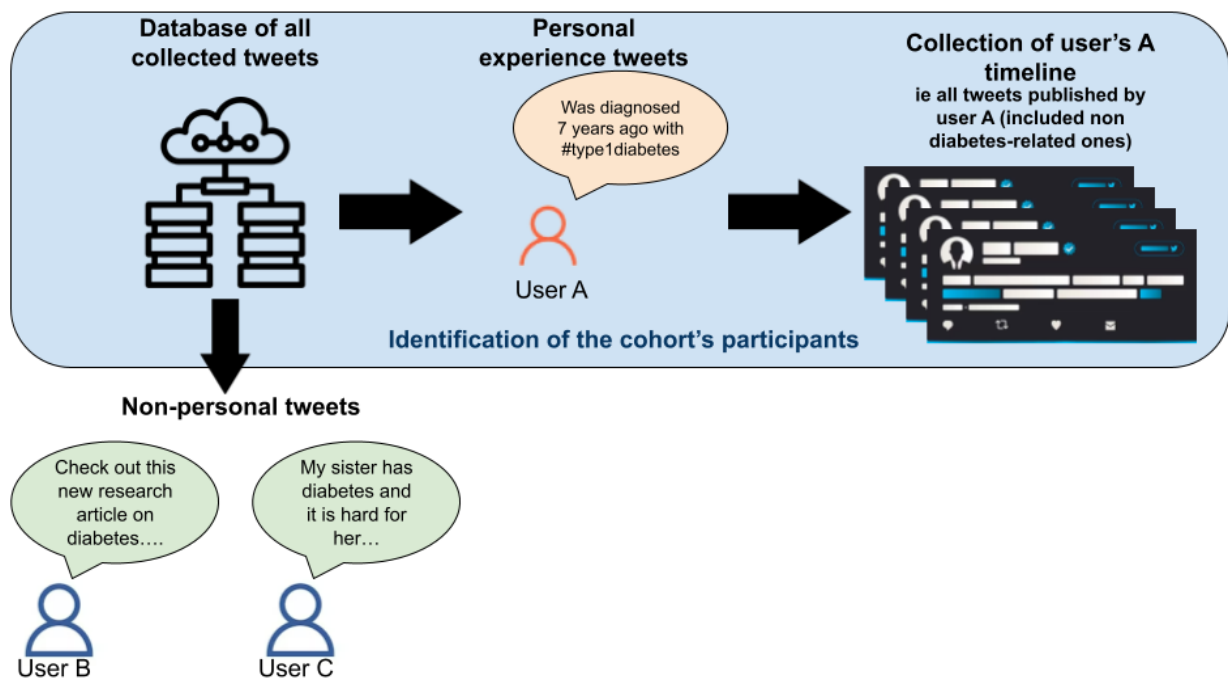 Database of all
collected tweets
Personal
experience tweets
Collection of user's A
timeline
ie all tweets published by
user A (included non
diabetes-related ones)
Was diagnosed
7 years ago with
#type1diabetes
User A
Identification of the cohort's participants
Non-personal tweets
Check out this
new research
article on
diabetes....
My sister has
diabetes and
it is hard for
her...
User B
User C